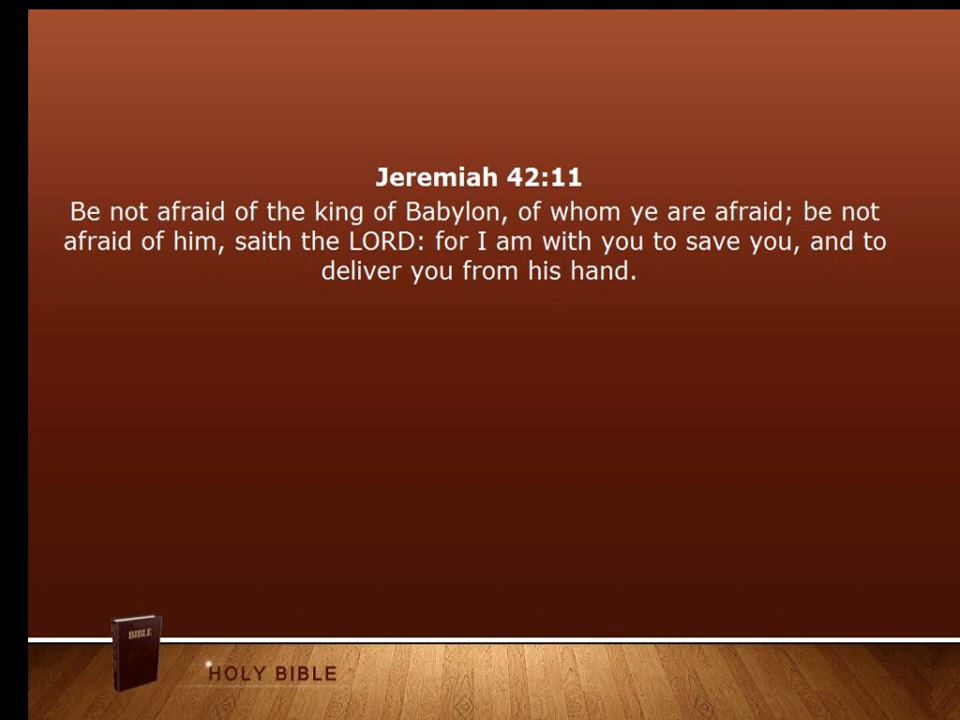 Jeremiah 42:11
Be not afraid of the king of Babylon, of whom ye are afraid; be not
afraid of him, saith the LORD: for I am with you to save you, and to
deliver you from his hand.
BIBLE
HOLY BIBLE